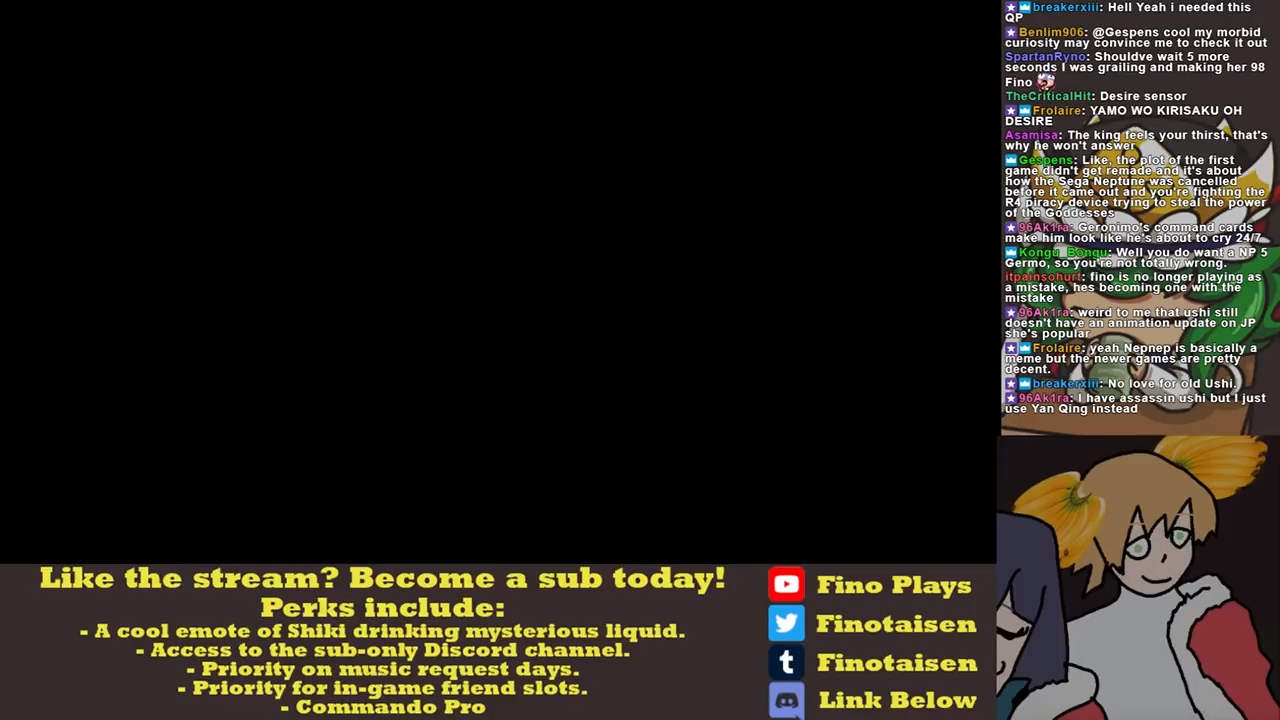 breakerxiii: Hell Yeah i needed this
QP
Benlim906: @Gespens cool my morbid
curiosity may convince me to check it out
SpartanRyno: Shouldve wait 5 more
seconds I was grailing and making her 98
Fino
TheCriticalHit: Desire sensor
Frolaire: YAMO WO KIRISAKU OH
DESIRE
Asamisa: The king feels your thirst, that's
why he won't answer
Gespens: Like, the plot of the first
game didn't get remade and it's about
how the Sega Neptune was cancelled
before it came out and you're fighting the
R4 piracy device trying to steal the power
of the Goddesses
96Ak1ra: Geronimo's command cards
make him look like he's about to cry 24/7
Kongu_Bongu: Well you do want a NP 5
Germo, so you're not totally wrong.
itpainsohurt: fino is no longer playing as
a mistake, hes becoming one with the
mistake
96Ak1ra: weird to me that ushi still
doesn't have an animation update on JP
she's popular
Frolaire: yeah Nepnep is basically a
meme but the newer games are pretty
decent.
breakerxiii: No love for old Ushi.
96Ak1ra: I have assassin ushi but I just
use Yan Qing instead
Like the stream? Become a sub today!
Perks include:
- A cool emote of Shiki drinking mysterious liquid.
- Access to the sub-only Discord channel.
- Priority on music request days.
- Priority for in-game friend slots.
- Commando Pro
Fino Plays
Finotaisen
Finotaisen
Link Below